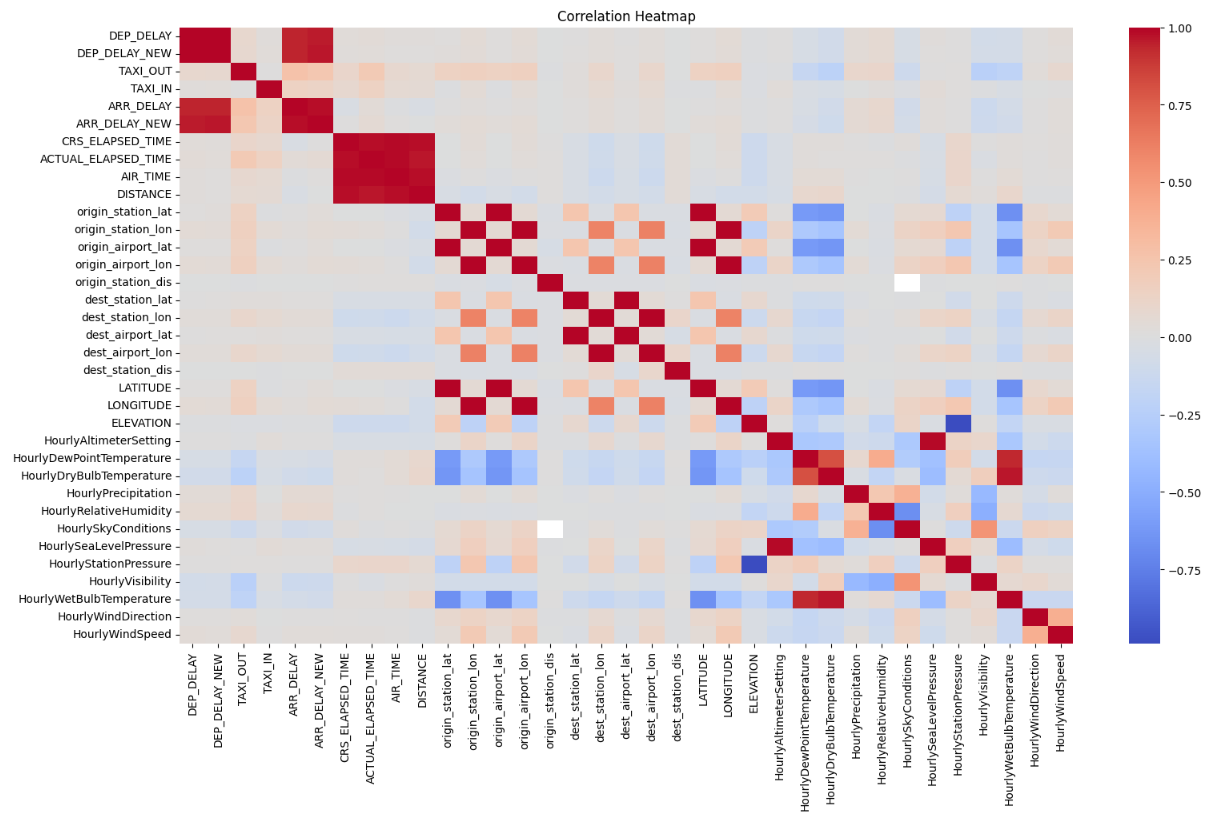 Correlation Heatmap
DEP_DELAY
DEP_DELAY_NEW
TAXI_OUT
TAXI_IN
ARR_DELAY
ARR_DELAY_NEW
CRS_ELAPSED_TIME
ACTUAL_ELAPSED_TIME
AIR_TIME
DISTANCE
origin_station_lat
origin_station_lon
origin_airport_lat
origin_airport_lon
origin_station_dis
dest_station_lat
dest_station_lon
dest_airport_lat
dest_airport_lon
dest_station_dis
LATITUDE
LONGITUDE
ELEVATION
HourlyAltimeterSetting
HourlyDewPointTemperature
HourlyDryBulbTemperature
HourlyPrecipitation
HourlyRelativeHumidity
HourlySkyConditions
HourlySeaLevelPressure
HourlyStationPressure
HourlyVisibility
HourlyWetBulbTemperature
HourlyWindDirection
HourlyWindSpeed
DEP_DELAY
DEP_DELAY_NEW
TAXI_OUT
TAXI_IN
ARR_DELAY
ARR_DELAY_NEW
CRS_ELAPSED_TIME
ACTUAL_ELAPSED_TIME
AIR_TIME
DISTANCE
origin_station_lat
origin_station_lon
origin_airport_lat
origin_airport_lon
origin_station_dis
dest_station_lat
dest_station_lon
dest_airport_lat
dest_airport_lon
dest_station_dis
LATITUDE
LONGITUDE
ELEVATION
HourlyAltimeterSetting
HourlyDewPointTemperature
HourlyDryBulbTemperature
HourlyPrecipitation
HourlyRelativeHumidity
HourlySkyConditions
HourlySeaLevelPressure
HourlyStationPressure
HourlyVisibility
HourlyWetBulbTemperature
HourlyWindDirection
HourlyWindSpeed
1.00
0.75
0.50
0.25
0.00
−0.25
−0.50
−0.75